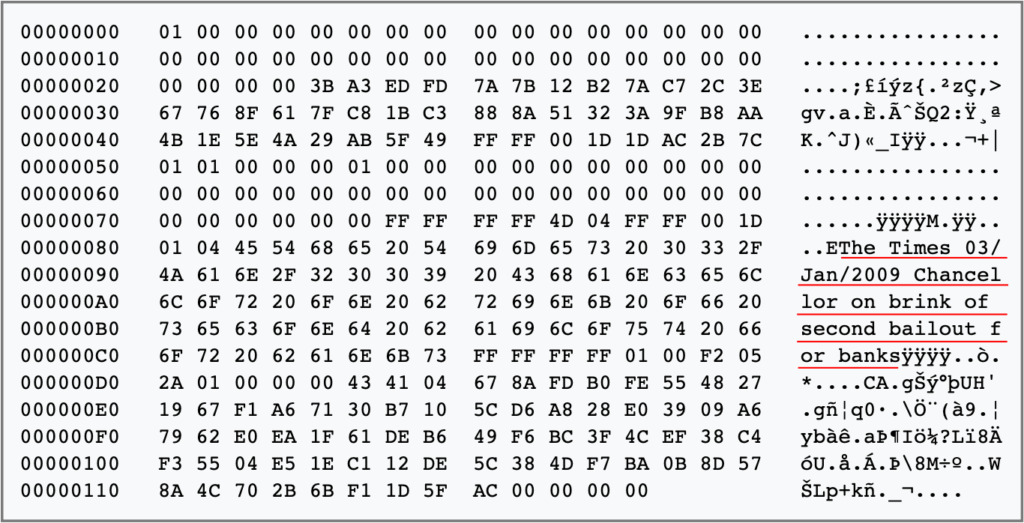 00000000 01 00 00 00 00 00 00 00 00 00 00 00 00 00 00 00 ................
00000010 00 00 00 00 00 00 00 00 00 00 00 00 00 00 00 00 ................
00000020 00 00 00 00 3B A3 ED FD 7A 7B 12 B2 7A C7 2C 3E ....;£íýz{.²zÇ,>
00000030 67 76 8F 61 7F C8 1B C3 88 8A 51 32 3A 9F B8 AA gv.a.È.ÃˆŠQ2:Ÿ¸ª
00000040 4B 1E 5E 4A 29 AB 5F 49 FF FF 00 1D 1D AC 2B 7C K.^J)«_Iÿÿ...¬+|
00000050 01 01 00 00 00 01 00 00 00 00 00 00 00 00 00 00 ................
00000060 00 00 00 00 00 00 00 00 00 00 00 00 00 00 00 00 ................
00000070 00 00 00 00 00 00 FF FF FF FF 4D 04 FF FF 00 1D ......ÿÿÿÿM.ÿÿ..
00000080 01 04 45 54 68 65 20 54 69 6D 65 73 20 30 33 2F ..EThe Times 03/
00000090 4A 61 6E 2F 32 30 30 39 20 43 68 61 6E 63 65 6C Jan/2009 Chancel
000000A0 6C 6F 72 20 6F 6E 20 62 72 69 6E 6B 20 6F 66 20 lor on brink of
000000B0 73 65 63 6F 6E 64 20 62 61 69 6C 6F 75 74 20 66 second bailout f
000000C0 6F 72 20 62 61 6E 6B 73 FF FF FF FF 01 00 F2 05 or banksÿÿÿÿ..ò.
000000D0 2A 01 00 00 00 43 41 04 67 8A FD B0 FE 55 48 27 *....CA.gŠý°þUH'
000000E0 19 67 F1 A6 71 30 B7 10 5C D6 A8 28 E0 39 09 A6 .gñ¦q0·.\Ö¨(à9.¦
000000F0 79 62 E0 EA 1F 61 DE B6 49 F6 BC 3F 4C EF 38 C4 ybàê.aÞ¶Iö¼?Lï8Ä
00000100 F3 55 04 E5 1E C1 12 DE 5C 38 4D F7 BA 0B 8D 57 óU.å.Á.Þ\8M÷º..W
00000110 8A 4C 70 2B 6B F1 1D 5F AC 00 00 00 00 ŠLp+kñ._¬....